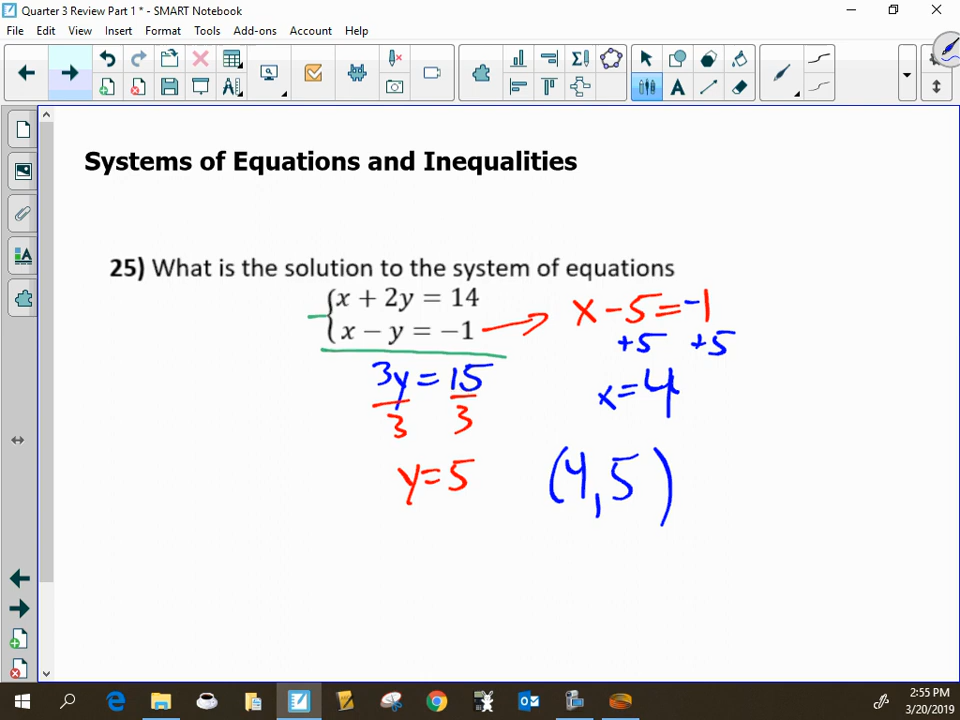 Quarter 3 Review Part 1 * - SMART Notebook
File Edit View Insert Format Tools Add-ons Account Help
Systems of Equations and Inequalities
25) What is the solution to the system of equations
x + 2y = 14
x − y = −1
x - 5 = -1
+5 +5
3y = 15
3 3
x = 4
y = 5
(4, 5)
2:55 PM
3/20/2019